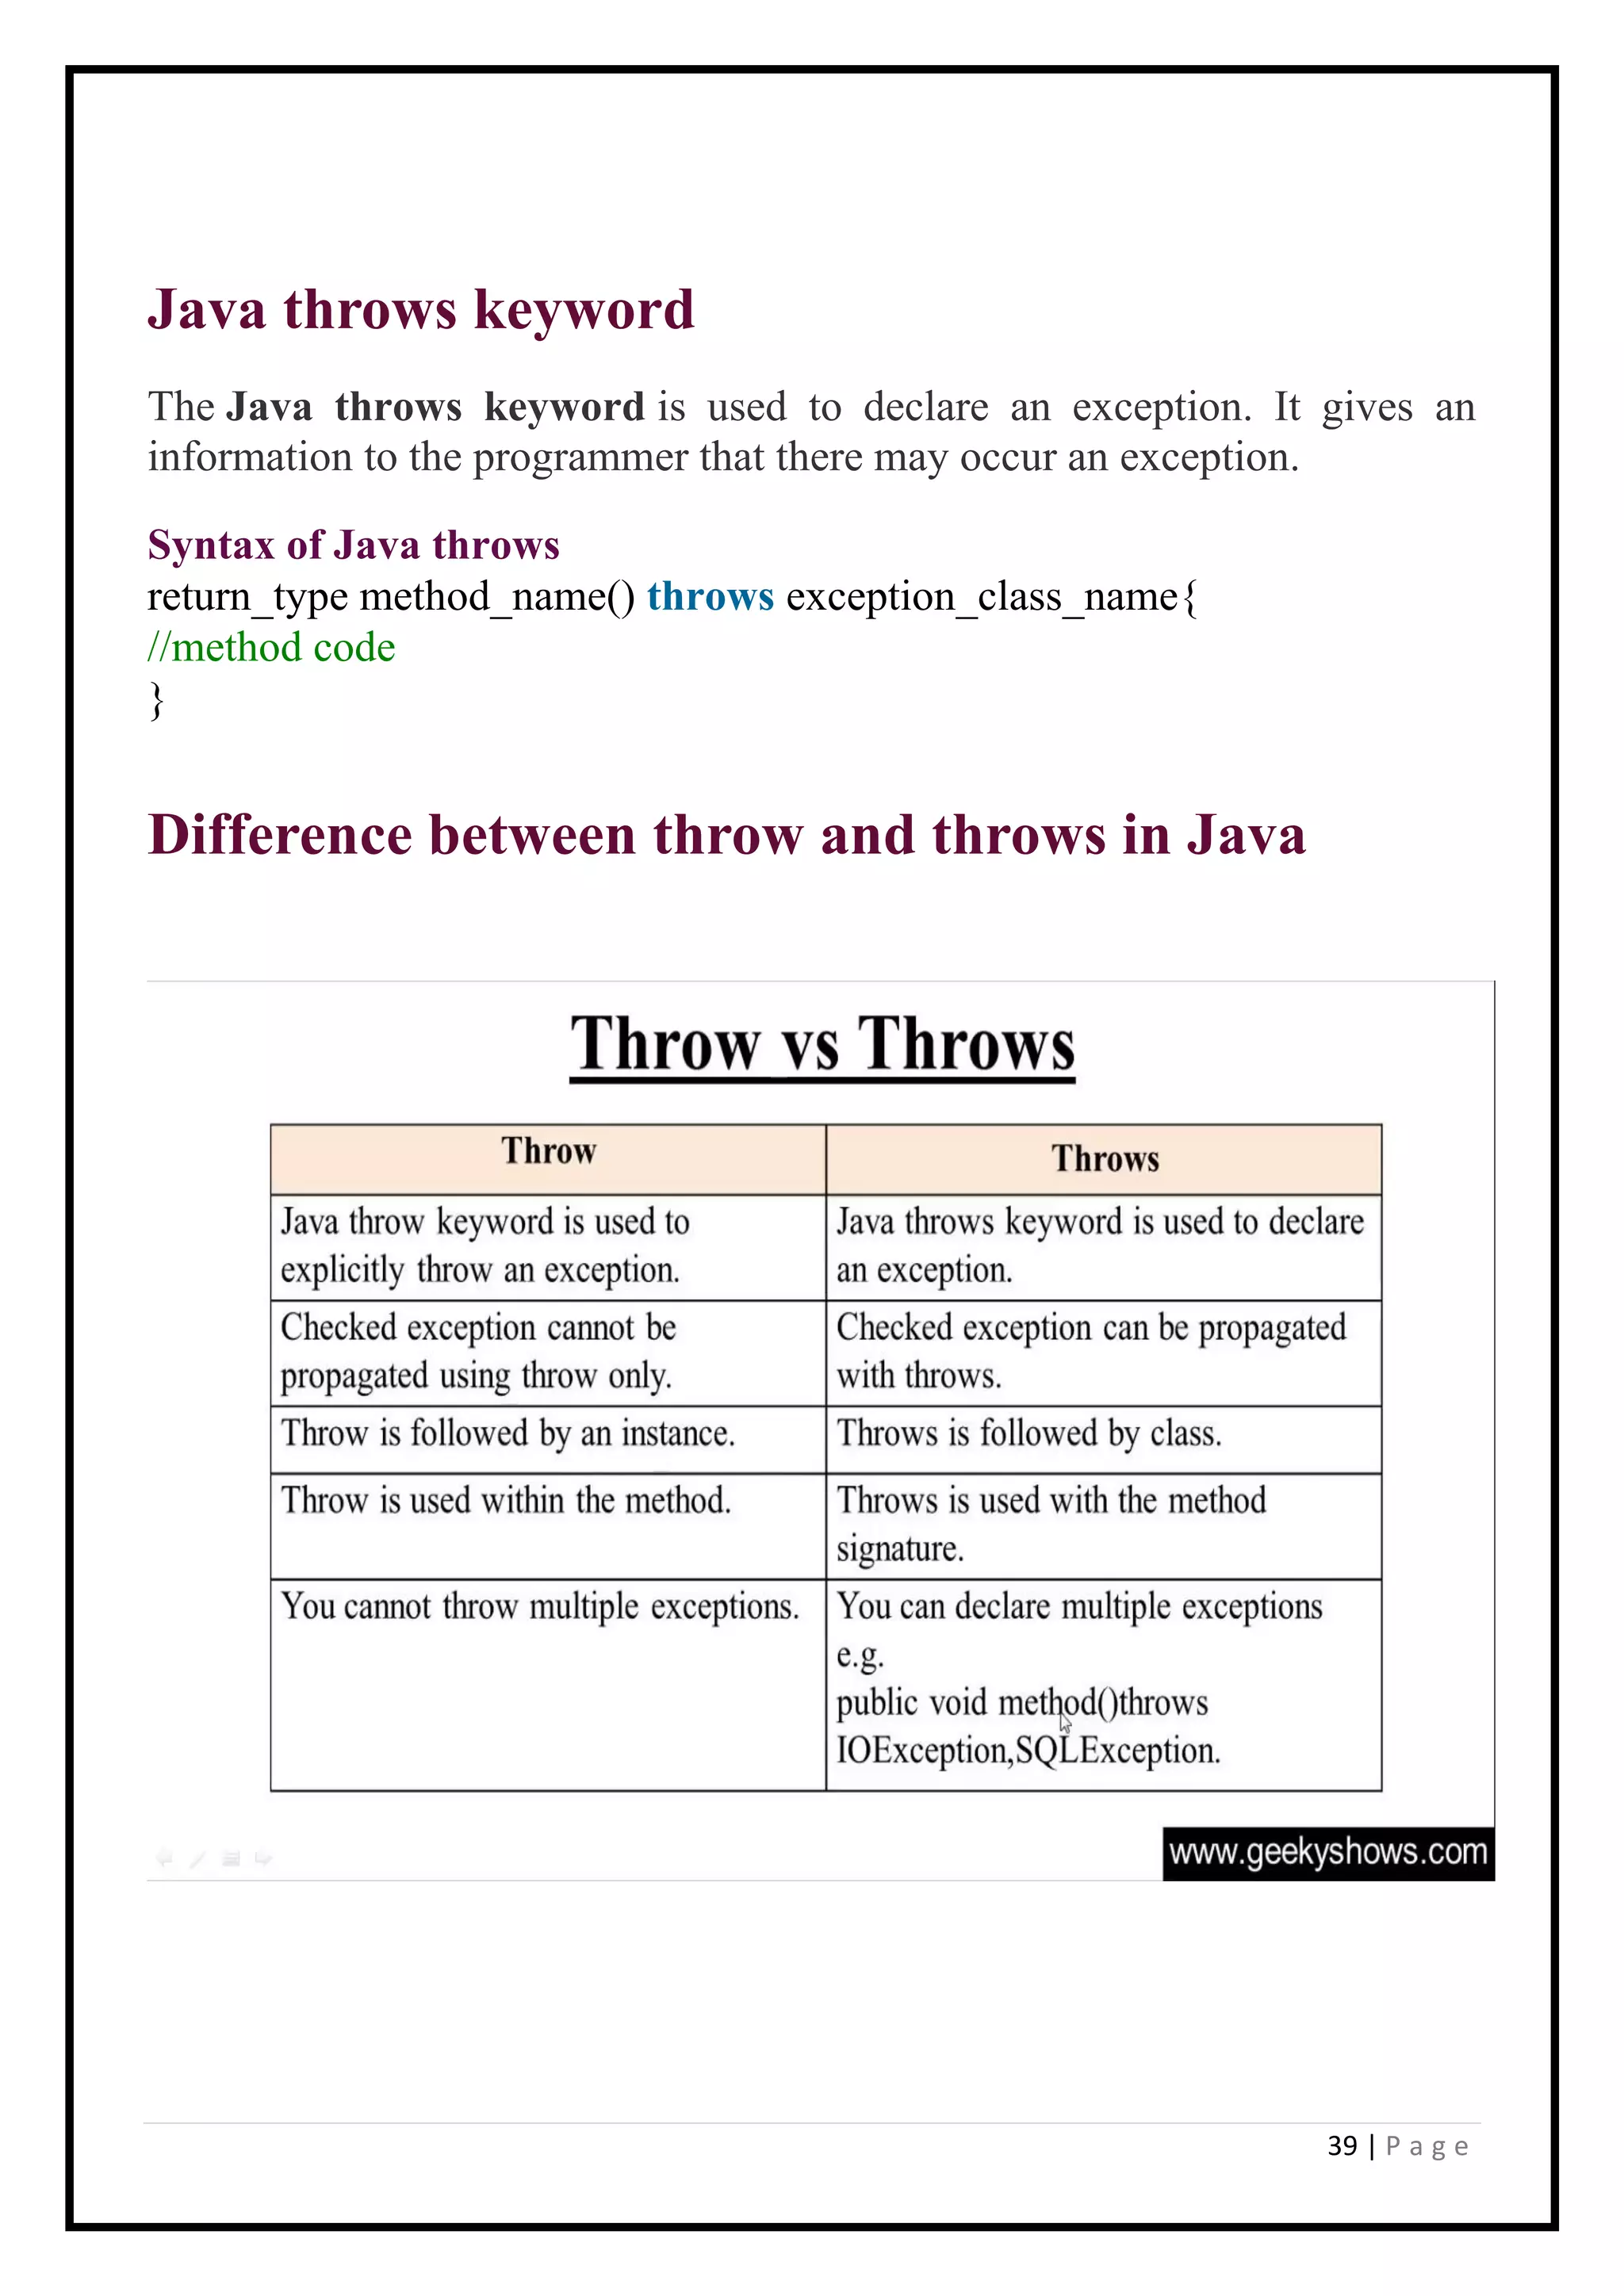 Java throws keyword
The Java throws keyword is used to declare an exception. It gives an
information to the programmer that there may occur an exception.
Syntax of Java throws
return_type method_name() throws exception_class_name{
//method code
}
Difference between throw and throws in Java
Throw vs Throws
Throw
Throws
Java throw keyword is used to
explicitly throw an exception.
Java throws keyword is used to declare
an exception.
Checked exception cannot be
propagated using throw only.
Checked exception can be propagated
with throws.
Throw is followed by an instance.
Throws is followed by class.
Throw is used within the method.
Throws is used with the method
signature.
You cannot throw multiple exceptions.
You can declare multiple exceptions
e.g.
public void method()throws
IOException,SQLException.
www.geekyshows.com
39 | P a g e